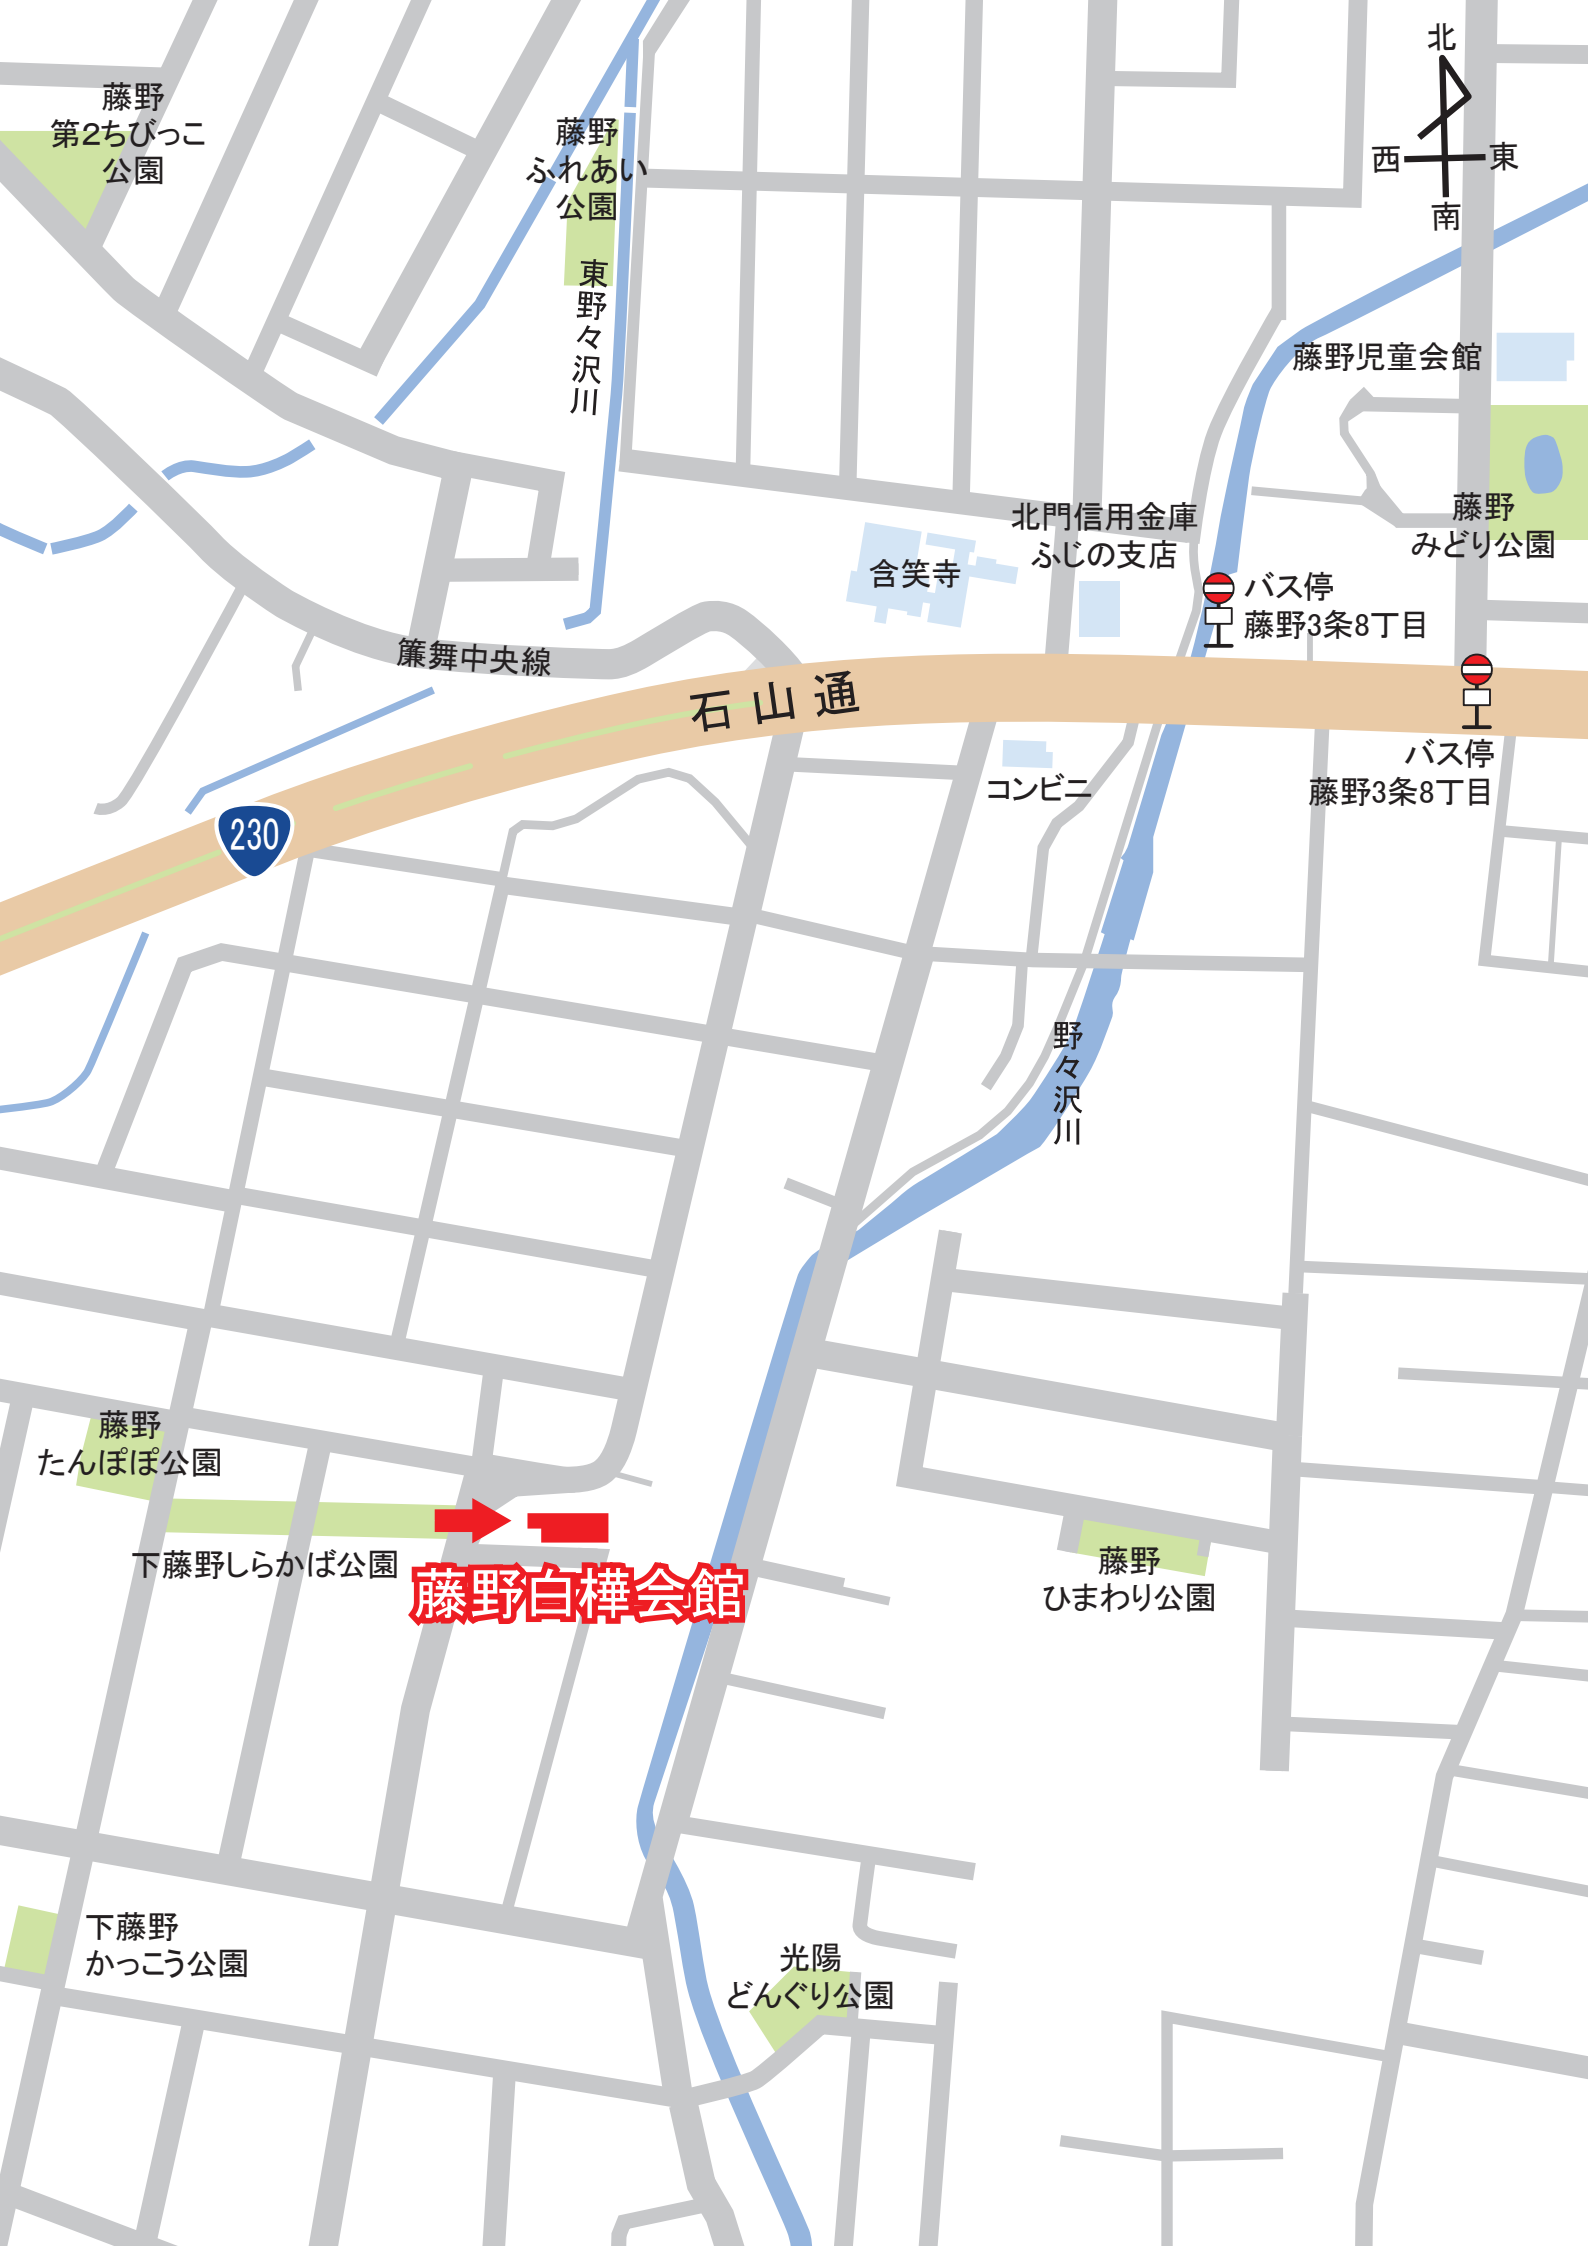 北
西
東
南
藤野
第2ちびっこ
公園
藤野
ふれあい
公園
東野々沢川
藤野児童会館
藤野
みどり公園
北門信用金庫
ふじの支店
含笑寺
バス停
藤野3条8丁目
簾舞中央線
石山通
バス停
藤野3条8丁目
コンビニ
230
野々沢川
藤野
たんぽぽ公園
下藤野しらかば公園
藤野白樺会館
藤野
ひまわり公園
下藤野
かっこう公園
光陽
どんぐり公園